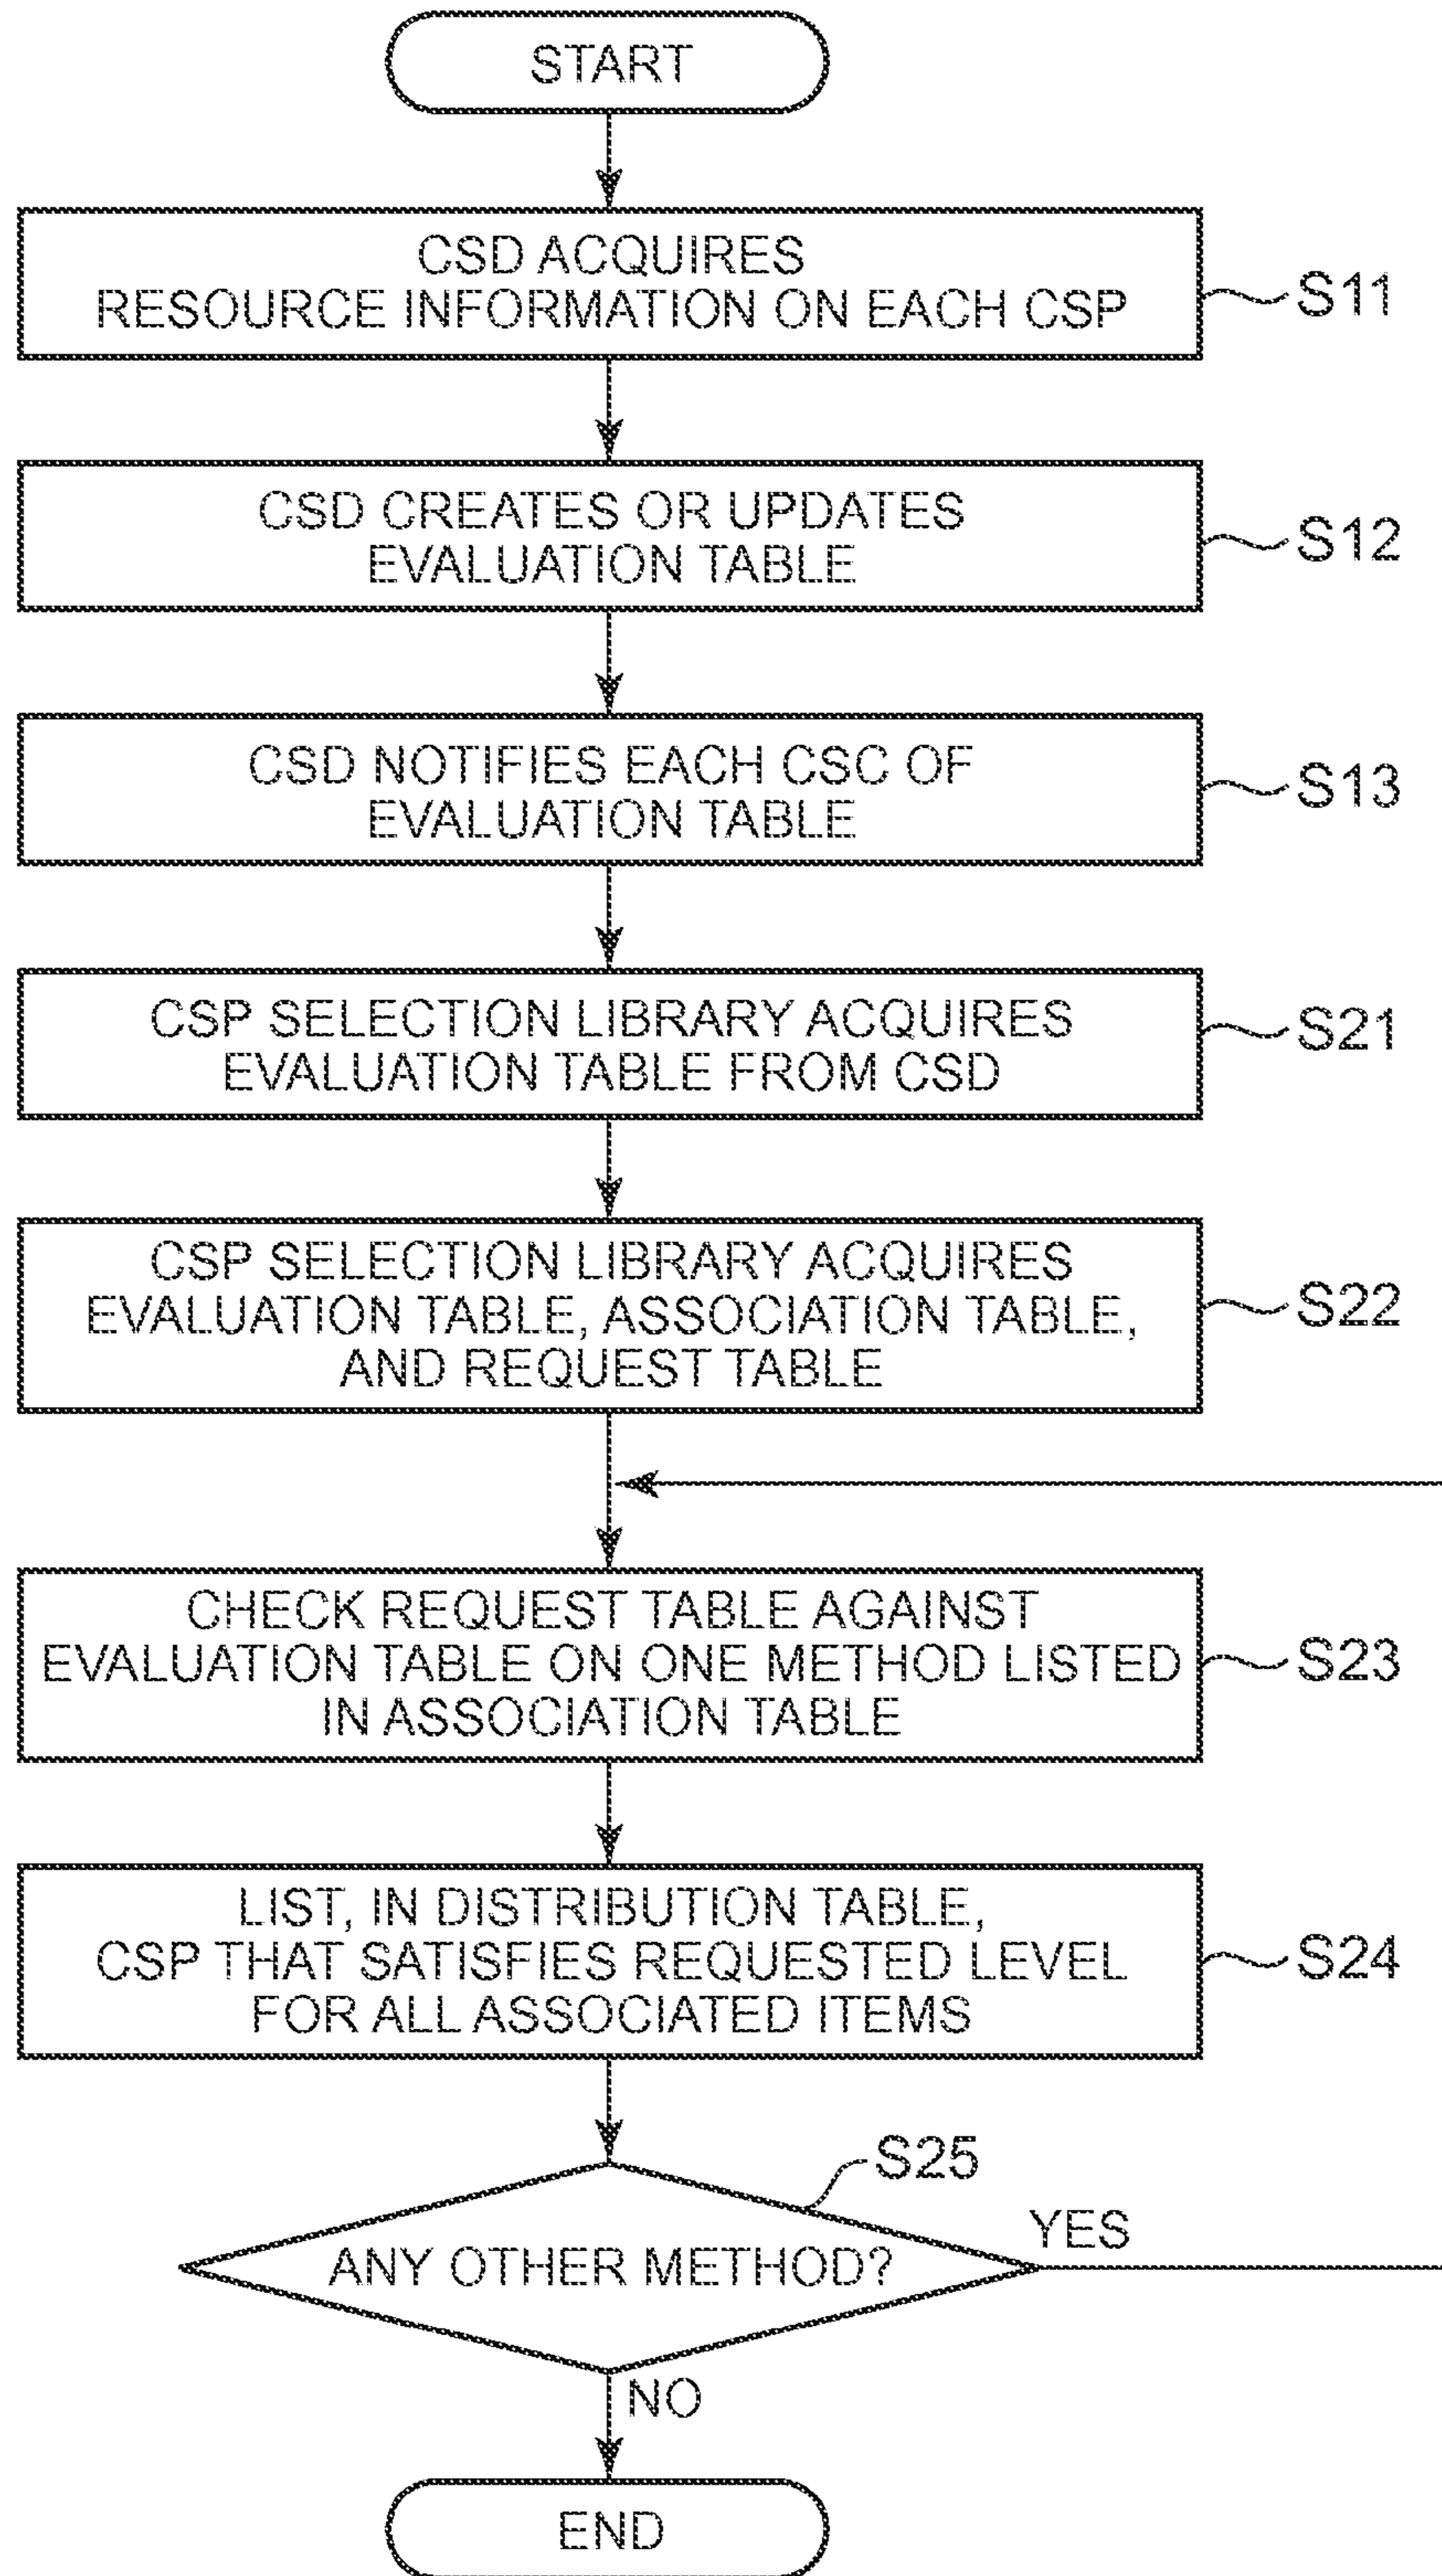 START
CSD ACQUIRES
RESOURCE INFORMATION ON EACH CSP
S11
CSD CREATES OR UPDATES
EVALUATION TABLE
S12
CSD NOTIFIES EACH CSC OF
EVALUATION TABLE
S13
CSP SELECTION LIBRARY ACQUIRES
EVALUATION TABLE FROM CSD
S21
CSP SELECTION LIBRARY ACQUIRES
EVALUATION TABLE, ASSOCIATION TABLE,
AND REQUEST TABLE
S22
CHECK REQUEST TABLE AGAINST
EVALUATION TABLE ON ONE METHOD LISTED
IN ASSOCIATION TABLE
S23
LIST, IN DISTRIBUTION TABLE,
CSP THAT SATISFIES REQUESTED LEVEL
FOR ALL ASSOCIATED ITEMS
S24
S25
ANY OTHER METHOD?
YES
NO
END